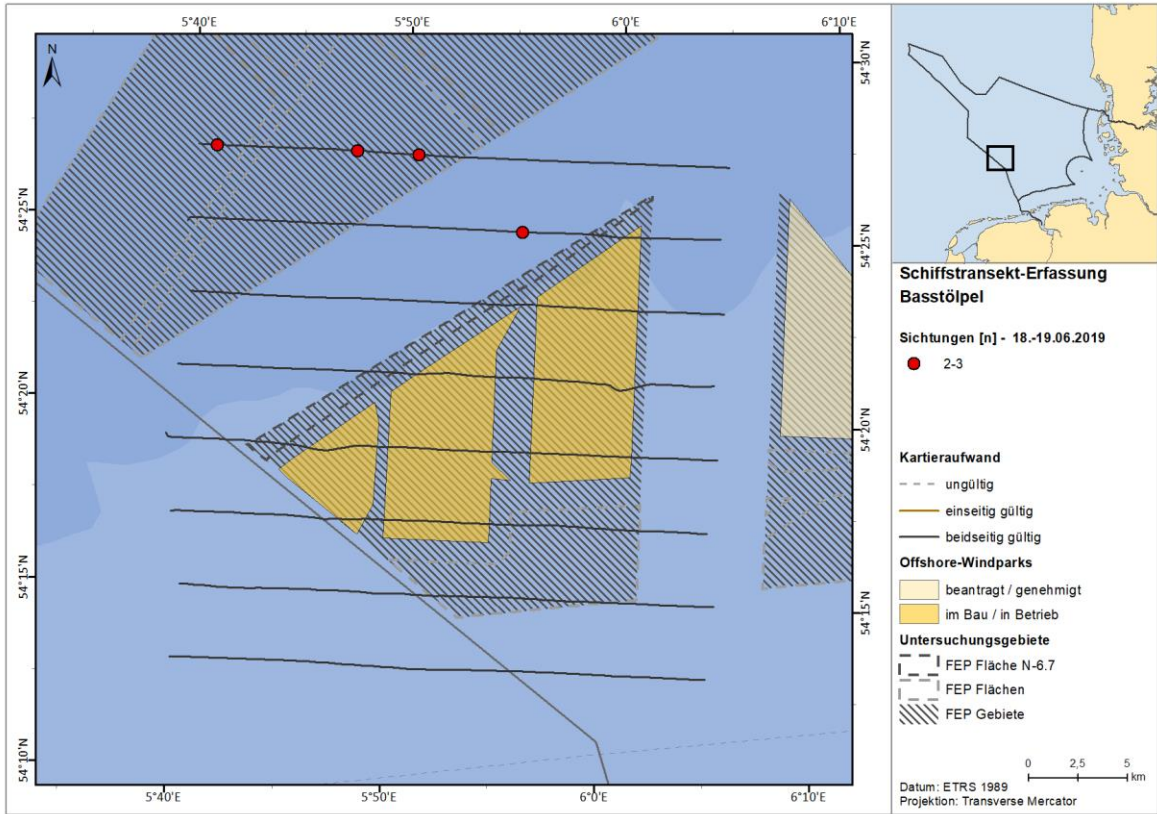 5°40'E 5°50'E 6°0'E 6°10'E
N
54°30'N
54°25'N
54°25'N
54°20'N
54°20'N
54°15'N
54°15'N
54°10'N
5°40'E 5°50'E 6°0'E 6°10'E
Schiffstransekt-Erfassung
Basstölpel
Sichtungen [n] - 18.-19.06.2019
2-3
Kartieraufwand
ungültig
einseitig gültig
beidseitig gültig
Offshore-Windparks
beantragt / genehmigt
im Bau / in Betrieb
Untersuchungsgebiete
FEP Fläche N-6.7
FEP Flächen
FEP Gebiete
0 2,5 5
km
Datum: ETRS 1989
Projektion: Transverse Mercator